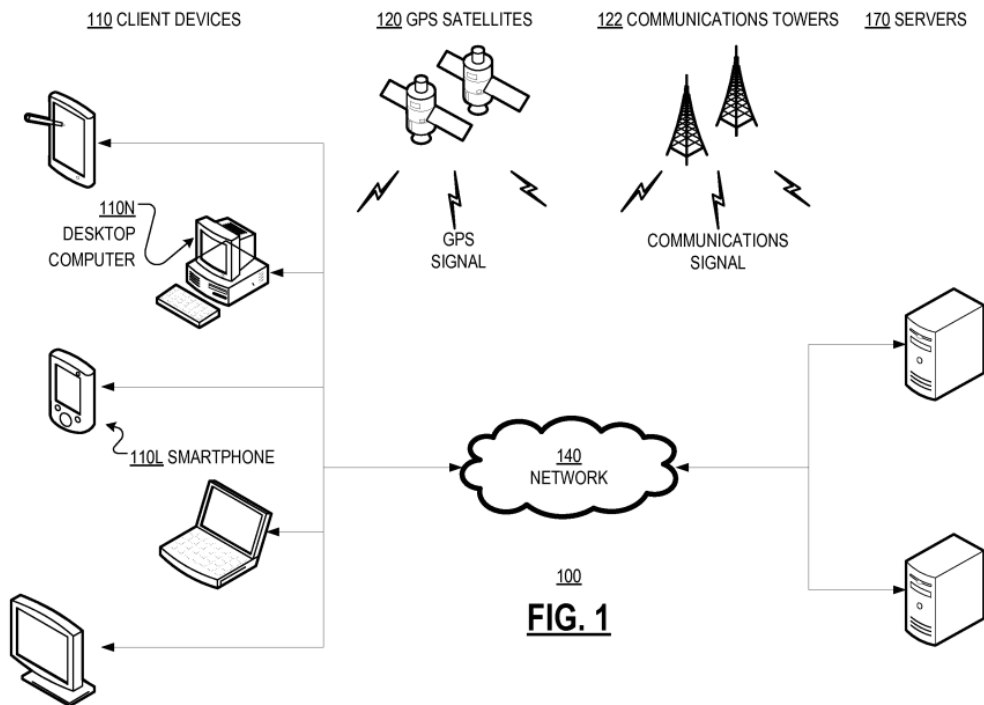 110 CLIENT DEVICES
120 GPS SATELLITES
122 COMMUNICATIONS TOWERS
170 SERVERS
110N
DESKTOP
COMPUTER
GPS
SIGNAL
COMMUNICATIONS
SIGNAL
110L SMARTPHONE
140
NETWORK
100
FIG. 1